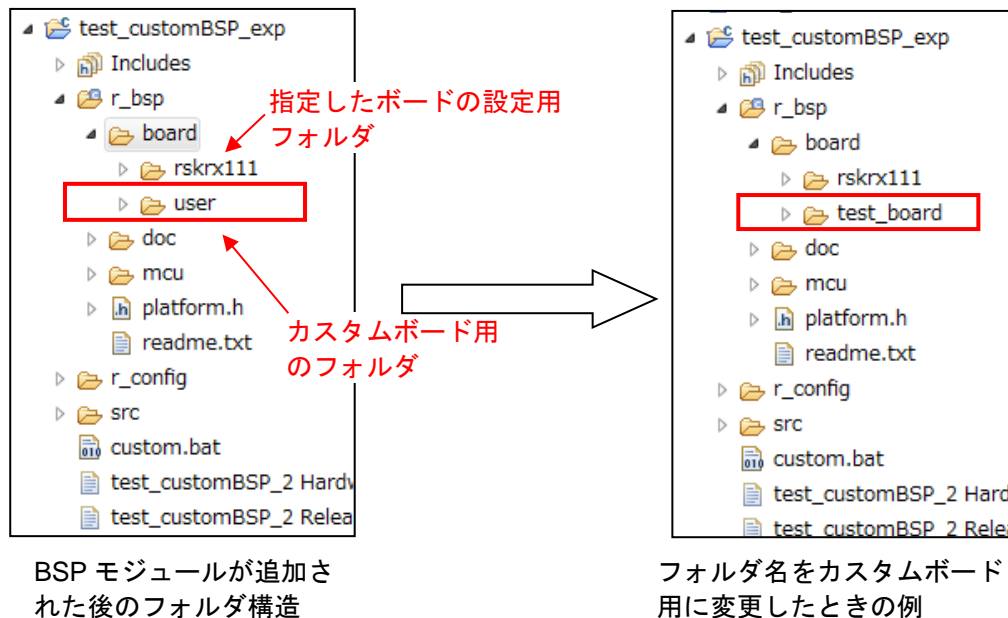 test_customBSP_exp
Includes
r_bsp
board
rskrx111
user
doc
mcu
platform.h
readme.txt
r_config
src
custom.bat
test_customBSP_2 Hardw
test_customBSP_2 Relea
指定したボードの設定用
フォルダ
カスタムボード用
のフォルダ
BSP モジュールが追加さ
れた後のフォルダ構造
test_customBSP_exp
Includes
r_bsp
board
rskrx111
test_board
doc
mcu
platform.h
readme.txt
r_config
src
custom.bat
test_customBSP_2 Hard
test_customBSP_2 Rele
フォルダ名をカスタムボード
用に変更したときの例